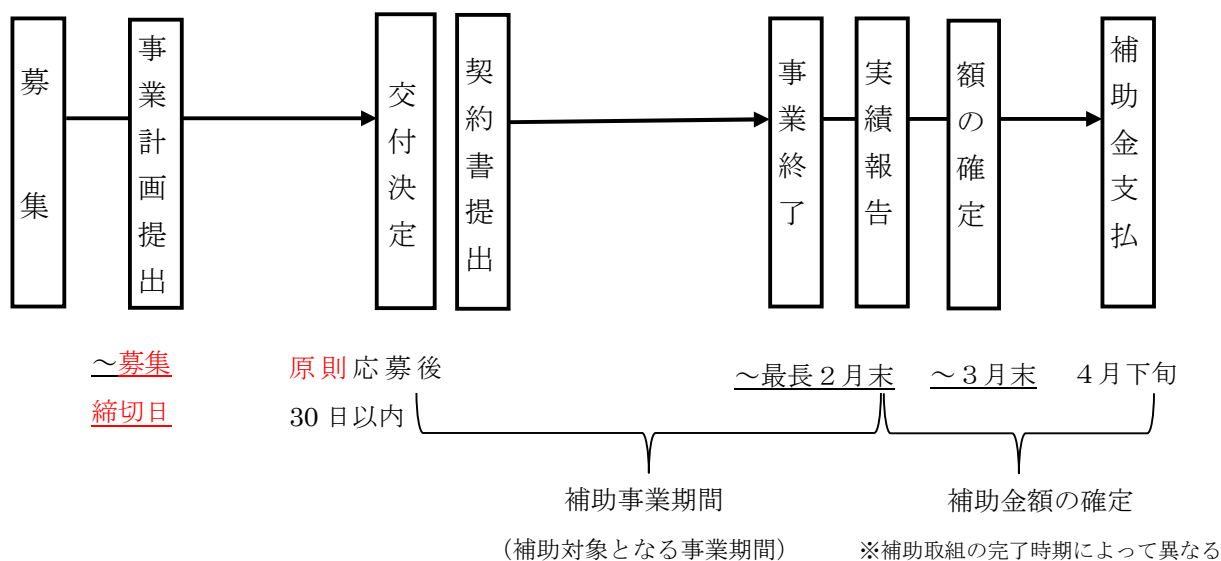 募集
事業計画提出
交付決定
契約書提出
事業終了
実績報告
額の確定
補助金支払
～募集
締切日
原則応募後
30日以内
～最長２月末
～３月末
４月下旬
補助事業期間
（補助対象となる事業期間）
補助金額の確定
※補助取組の完了時期によって異なる